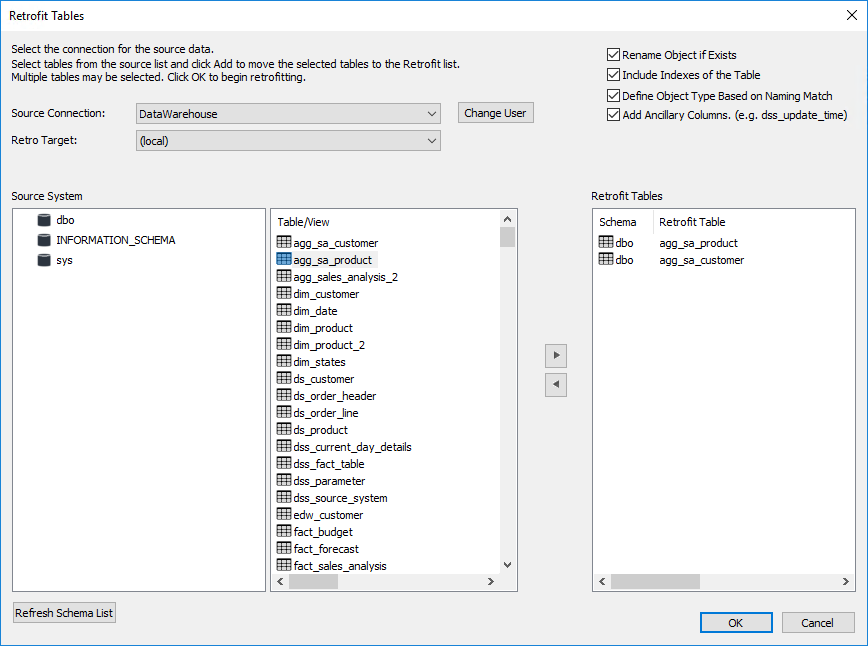 Retrofit Tables
Select the connection for the source data.
Select tables from the source list and click Add to move the selected tables to the Retrofit list.
Multiple tables may be selected. Click OK to begin retrofitting.
Rename Object if Exists
Include Indexes of the Table
Define Object Type Based on Naming Match
Add Ancillary Columns. (e.g. dss_update_time)
Source Connection:
DataWarehouse
Change User
Retro Target:
(local)
Source System
dbo
INFORMATION_SCHEMA
sys
Table/View
agg_sa_customer
agg_sa_product
agg_sales_analysis_2
dim_customer
dim_date
dim_product
dim_product_2
dim_states
ds_customer
ds_order_header
ds_order_line
ds_product
dss_current_day_details
dss_fact_table
dss_parameter
dss_source_system
edw_customer
fact_budget
fact_forecast
fact_sales_analysis
Retrofit Tables
Schema Retrofit Table
dbo agg_sa_product
dbo agg_sa_customer
Refresh Schema List
OK
Cancel